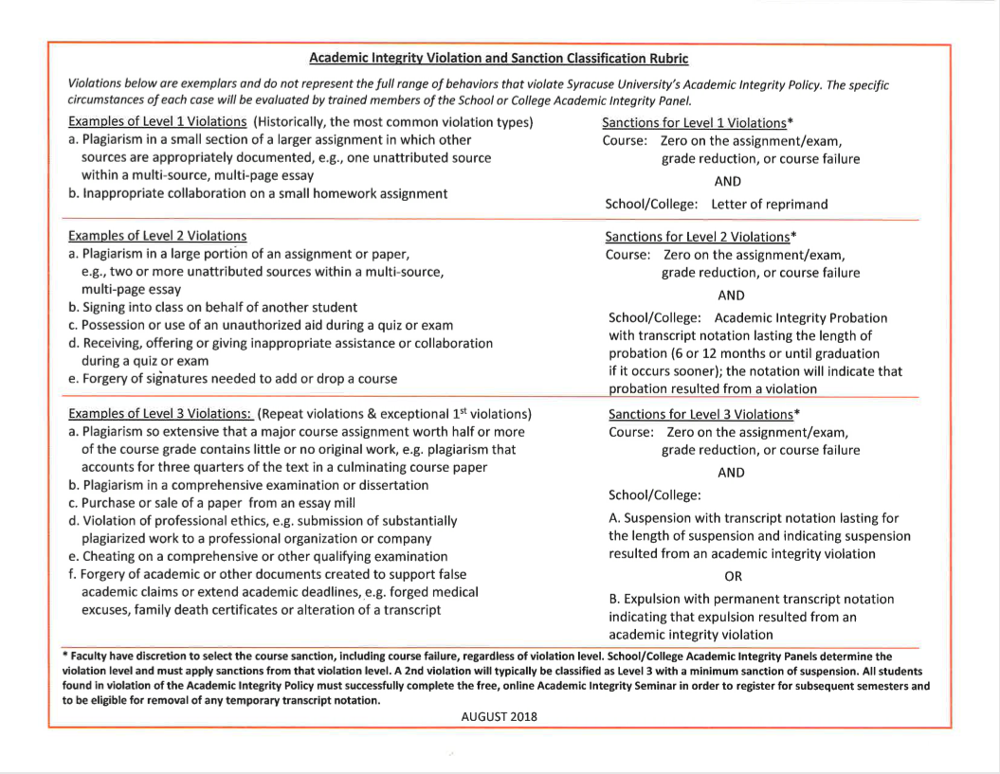 Academic Integrity Violation and Sanction Classification Rubric
Violations below are exemplars and do not represent the full range of behaviors that violate Syracuse University's Academic Integrity Policy. The specific
circumstances of each case will be evaluated by trained members of the School or College Academic Integrity Panel.
Examples of Level 1 Violations (Historically, the most common violation types)
a. Plagiarism in a small section of a larger assignment in which other
sources are appropriately documented, e.g., one unattributed source
within a multi-source, multi-page essay
b. Inappropriate collaboration on a small homework assignment
Sanctions for Level 1 Violations*
Course: Zero on the assignment/exam,
grade reduction, or course failure
AND
School/College: Letter of reprimand
Examples of Level 2 Violations
a. Plagiarism in a large portion of an assignment or paper,
e.g., two or more unattributed sources within a multi-source,
multi-page essay
b. Signing into class on behalf of another student
c. Possession or use of an unauthorized aid during a quiz or exam
d. Receiving, offering or giving inappropriate assistance or collaboration
during a quiz or exam
e. Forgery of signatures needed to add or drop a course
Sanctions for Level 2 Violations*
Course: Zero on the assignment/exam,
grade reduction, or course failure
AND
School/College: Academic Integrity Probation
with transcript notation lasting the length of
probation (6 or 12 months or until graduation
if it occurs sooner); the notation will indicate that
probation resulted from a violation
Examples of Level 3 Violations: (Repeat violations & exceptional 1st violations)
a. Plagiarism so extensive that a major course assignment worth half or more
of the course grade contains little or no original work, e.g. plagiarism that
accounts for three quarters of the text in a culminating course paper
b. Plagiarism in a comprehensive examination or dissertation
c. Purchase or sale of a paper from an essay mill
d. Violation of professional ethics, e.g. submission of substantially
plagiarized work to a professional organization or company
e. Cheating on a comprehensive or other qualifying examination
f. Forgery of academic or other documents created to support false
academic claims or extend academic deadlines, e.g. forged medical
excuses, family death certificates or alteration of a transcript
Sanctions for Level 3 Violations*
Course: Zero on the assignment/exam,
grade reduction, or course failure
AND
School/College:
A. Suspension with transcript notation lasting for
the length of suspension and indicating suspension
resulted from an academic integrity violation
OR
B. Expulsion with permanent transcript notation
indicating that expulsion resulted from an
academic integrity violation
* Faculty have discretion to select the course sanction, including course failure, regardless of violation level. School/College Academic Integrity Panels determine the
violation level and must apply sanctions from that violation level. A 2nd violation will typically be classified as Level 3 with a minimum sanction of suspension. All students
found in violation of the Academic Integrity Policy must successfully complete the free, online Academic Integrity Seminar in order to register for subsequent semesters and
to be eligible for removal of any temporary transcript notation.
AUGUST 2018